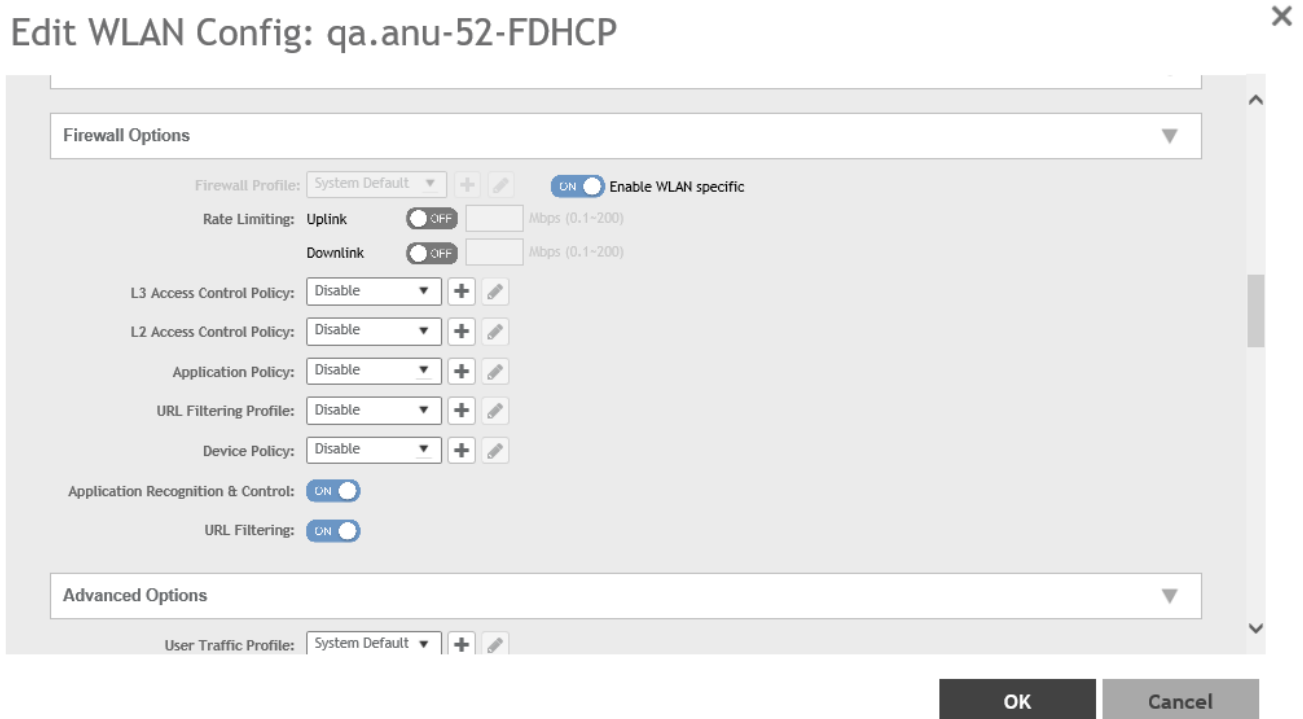 Edit WLAN Config: qa.anu-52-FDHCP
Firewall Options
Firewall Profile: System Default ON Enable WLAN specific
Rate Limiting: Uplink OFF Mbps (0.1~200)
Downlink OFF Mbps (0.1~200)
L3 Access Control Policy: Disable
L2 Access Control Policy: Disable
Application Policy: Disable
URL Filtering Profile: Disable
Device Policy: Disable
Application Recognition & Control: ON
URL Filtering: ON
Advanced Options
User Traffic Profile: System Default
OK Cancel